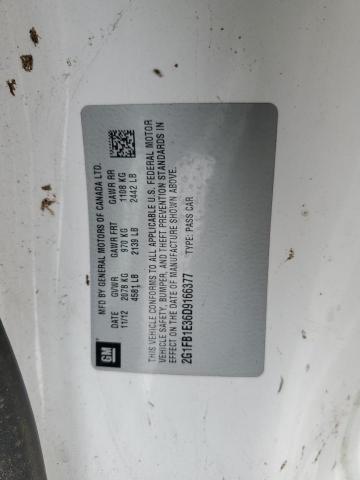 GM
MFD BY GENERAL MOTORS OF CANADA LTD.
11/12 GVWR GAWR FRT GAWR RR
2078 KG 970 KG 1108 KG
4581 LB 2139 LB 2442 LB
THIS VEHICLE CONFORMS TO ALL APPLICABLE U.S. FEDERAL MOTOR
VEHICLE SAFETY, BUMPER, AND THEFT PREVENTION STANDARDS IN
EFFECT ON THE DATE OF MANUFACTURE SHOWN ABOVE.
2G1FB1E36D9166377 TYPE: PASS CAR